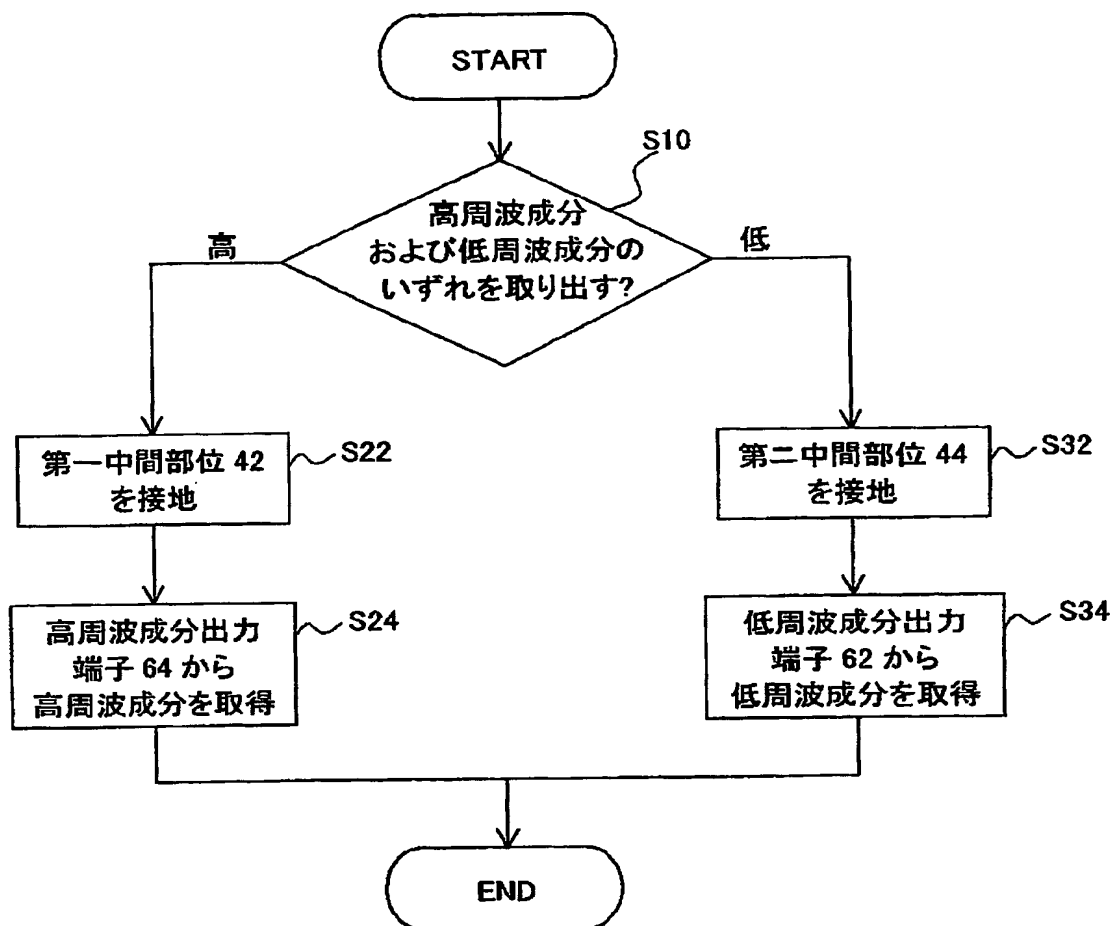 START
S10
高周波成分
および低周波成分の
いずれを取り出す?
高
低
第一中間部位 42
を接地
S22
第二中間部位 44
を接地
S32
高周波成分出力
端子 64 から
高周波成分を取得
S24
低周波成分出力
端子 62 から
低周波成分を取得
S34
END